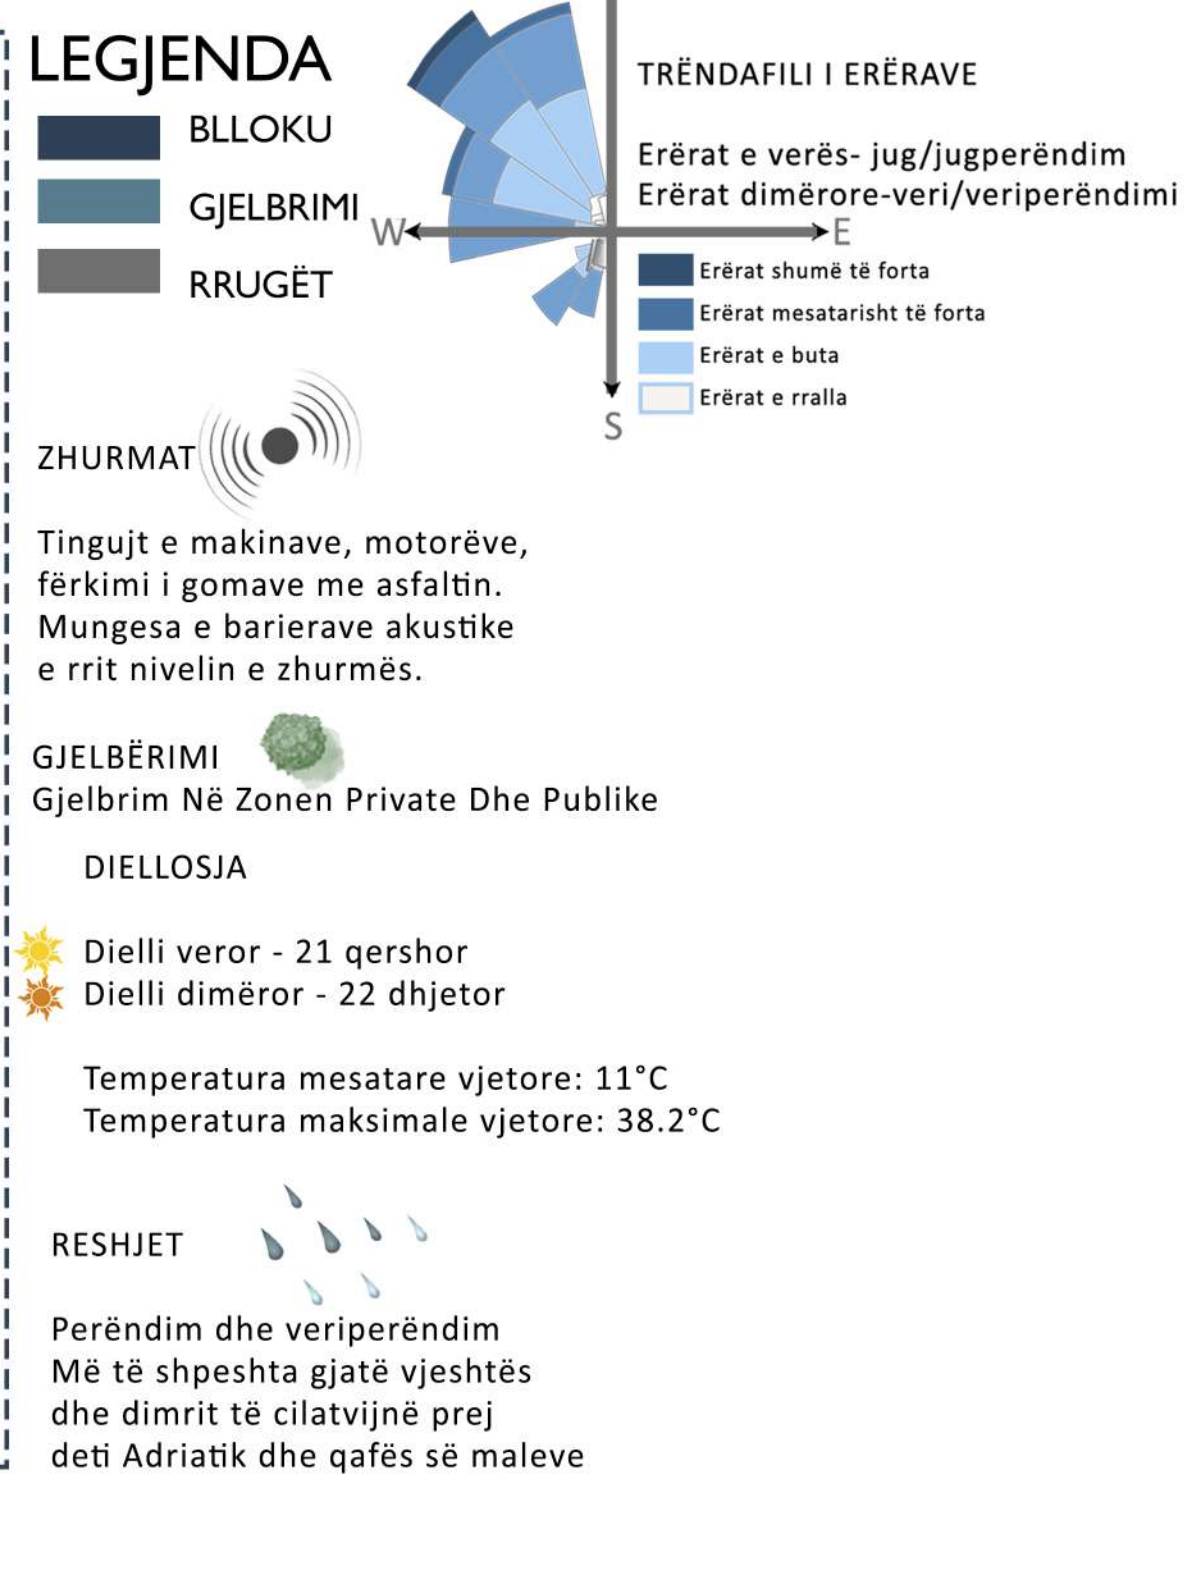 LEGJENDA
BLLOKU
GJELBRIMI
RRUGËT
TRËNDAFILI I ERËRAVE
Erërat e verës- jug/jugperëndim
Erërat dimërore-veri/veriperëndimi
W
E
S
Erërat shumë të forta
Erërat mesatarisht të forta
Erërat e buta
Erërat e rralla
ZHURMAT
Tingujt e makinave, motorëve,
fërkimi i gomave me asfaltin.
Mungesa e barierave akustike
e rrit nivelin e zhurmës.
GJELBËRIMI
Gjelbrim Në Zonen Private Dhe Publike
DIELLOSJA
Dielli veror - 21 qershor
Dielli dimëror - 22 dhjetor
Temperatura mesatare vjetore: 11°C
Temperatura maksimale vjetore: 38.2°C
RESHJET
Perëndim dhe veriperëndim
Më të shpeshta gjatë vjeshtës
dhe dimrit të cilatvijnë prej
deti Adriatik dhe qafës së maleve